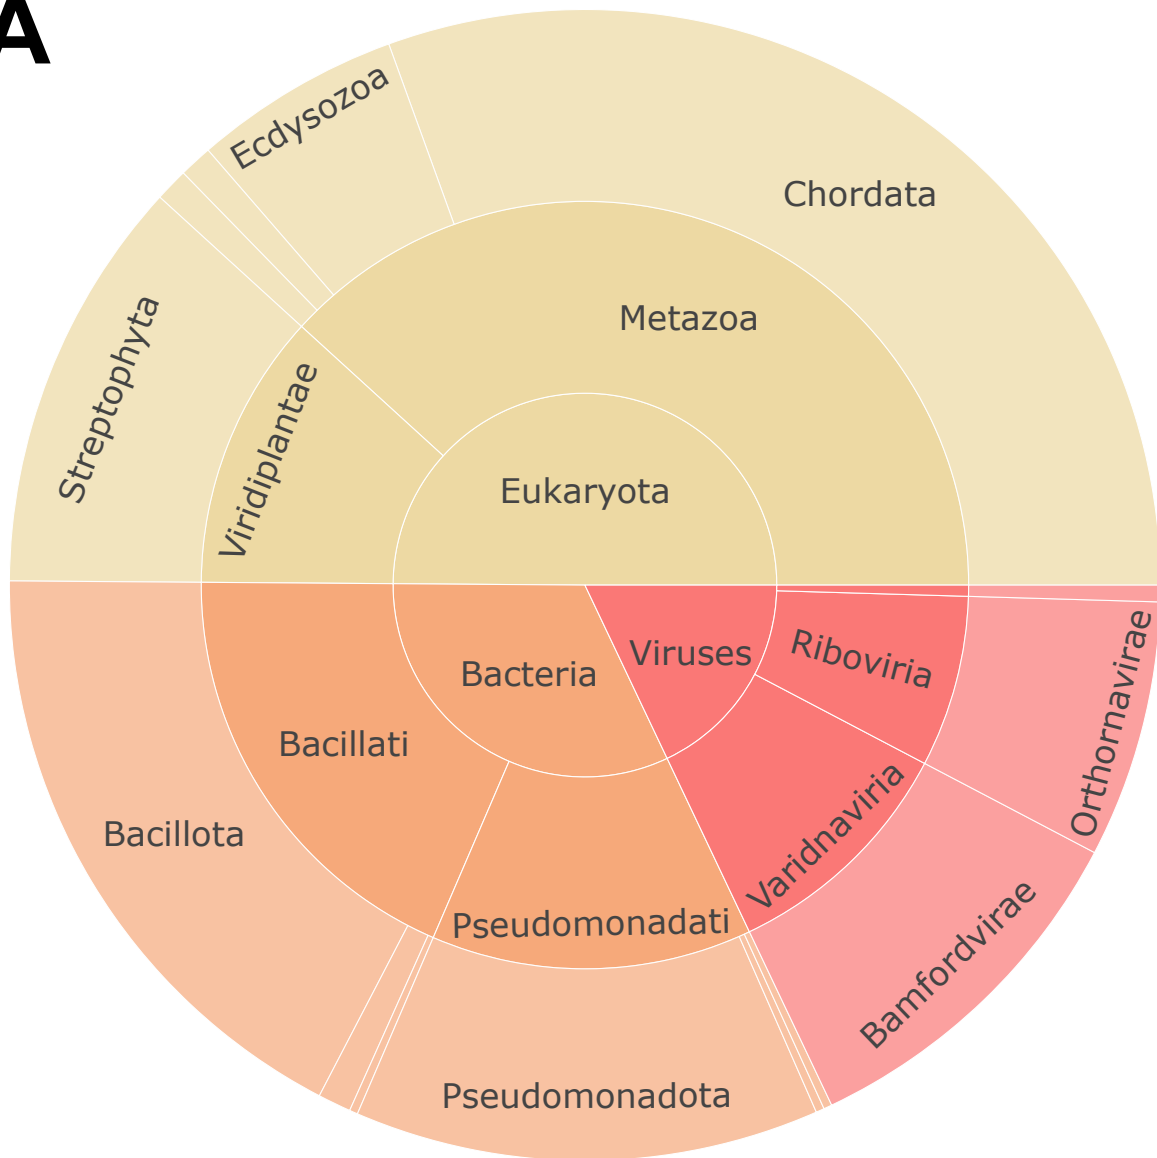 A
Ecdysozoa
Chordata
Metazoa
Streptophyta
Viridiplantae
Eukaryota
Viruses
Riboviria
Orthornavirae
Bacteria
Bacillati
Varidnaviria
Bacillota
Pseudomonadati
Bamfordvirae
Pseudomonadota